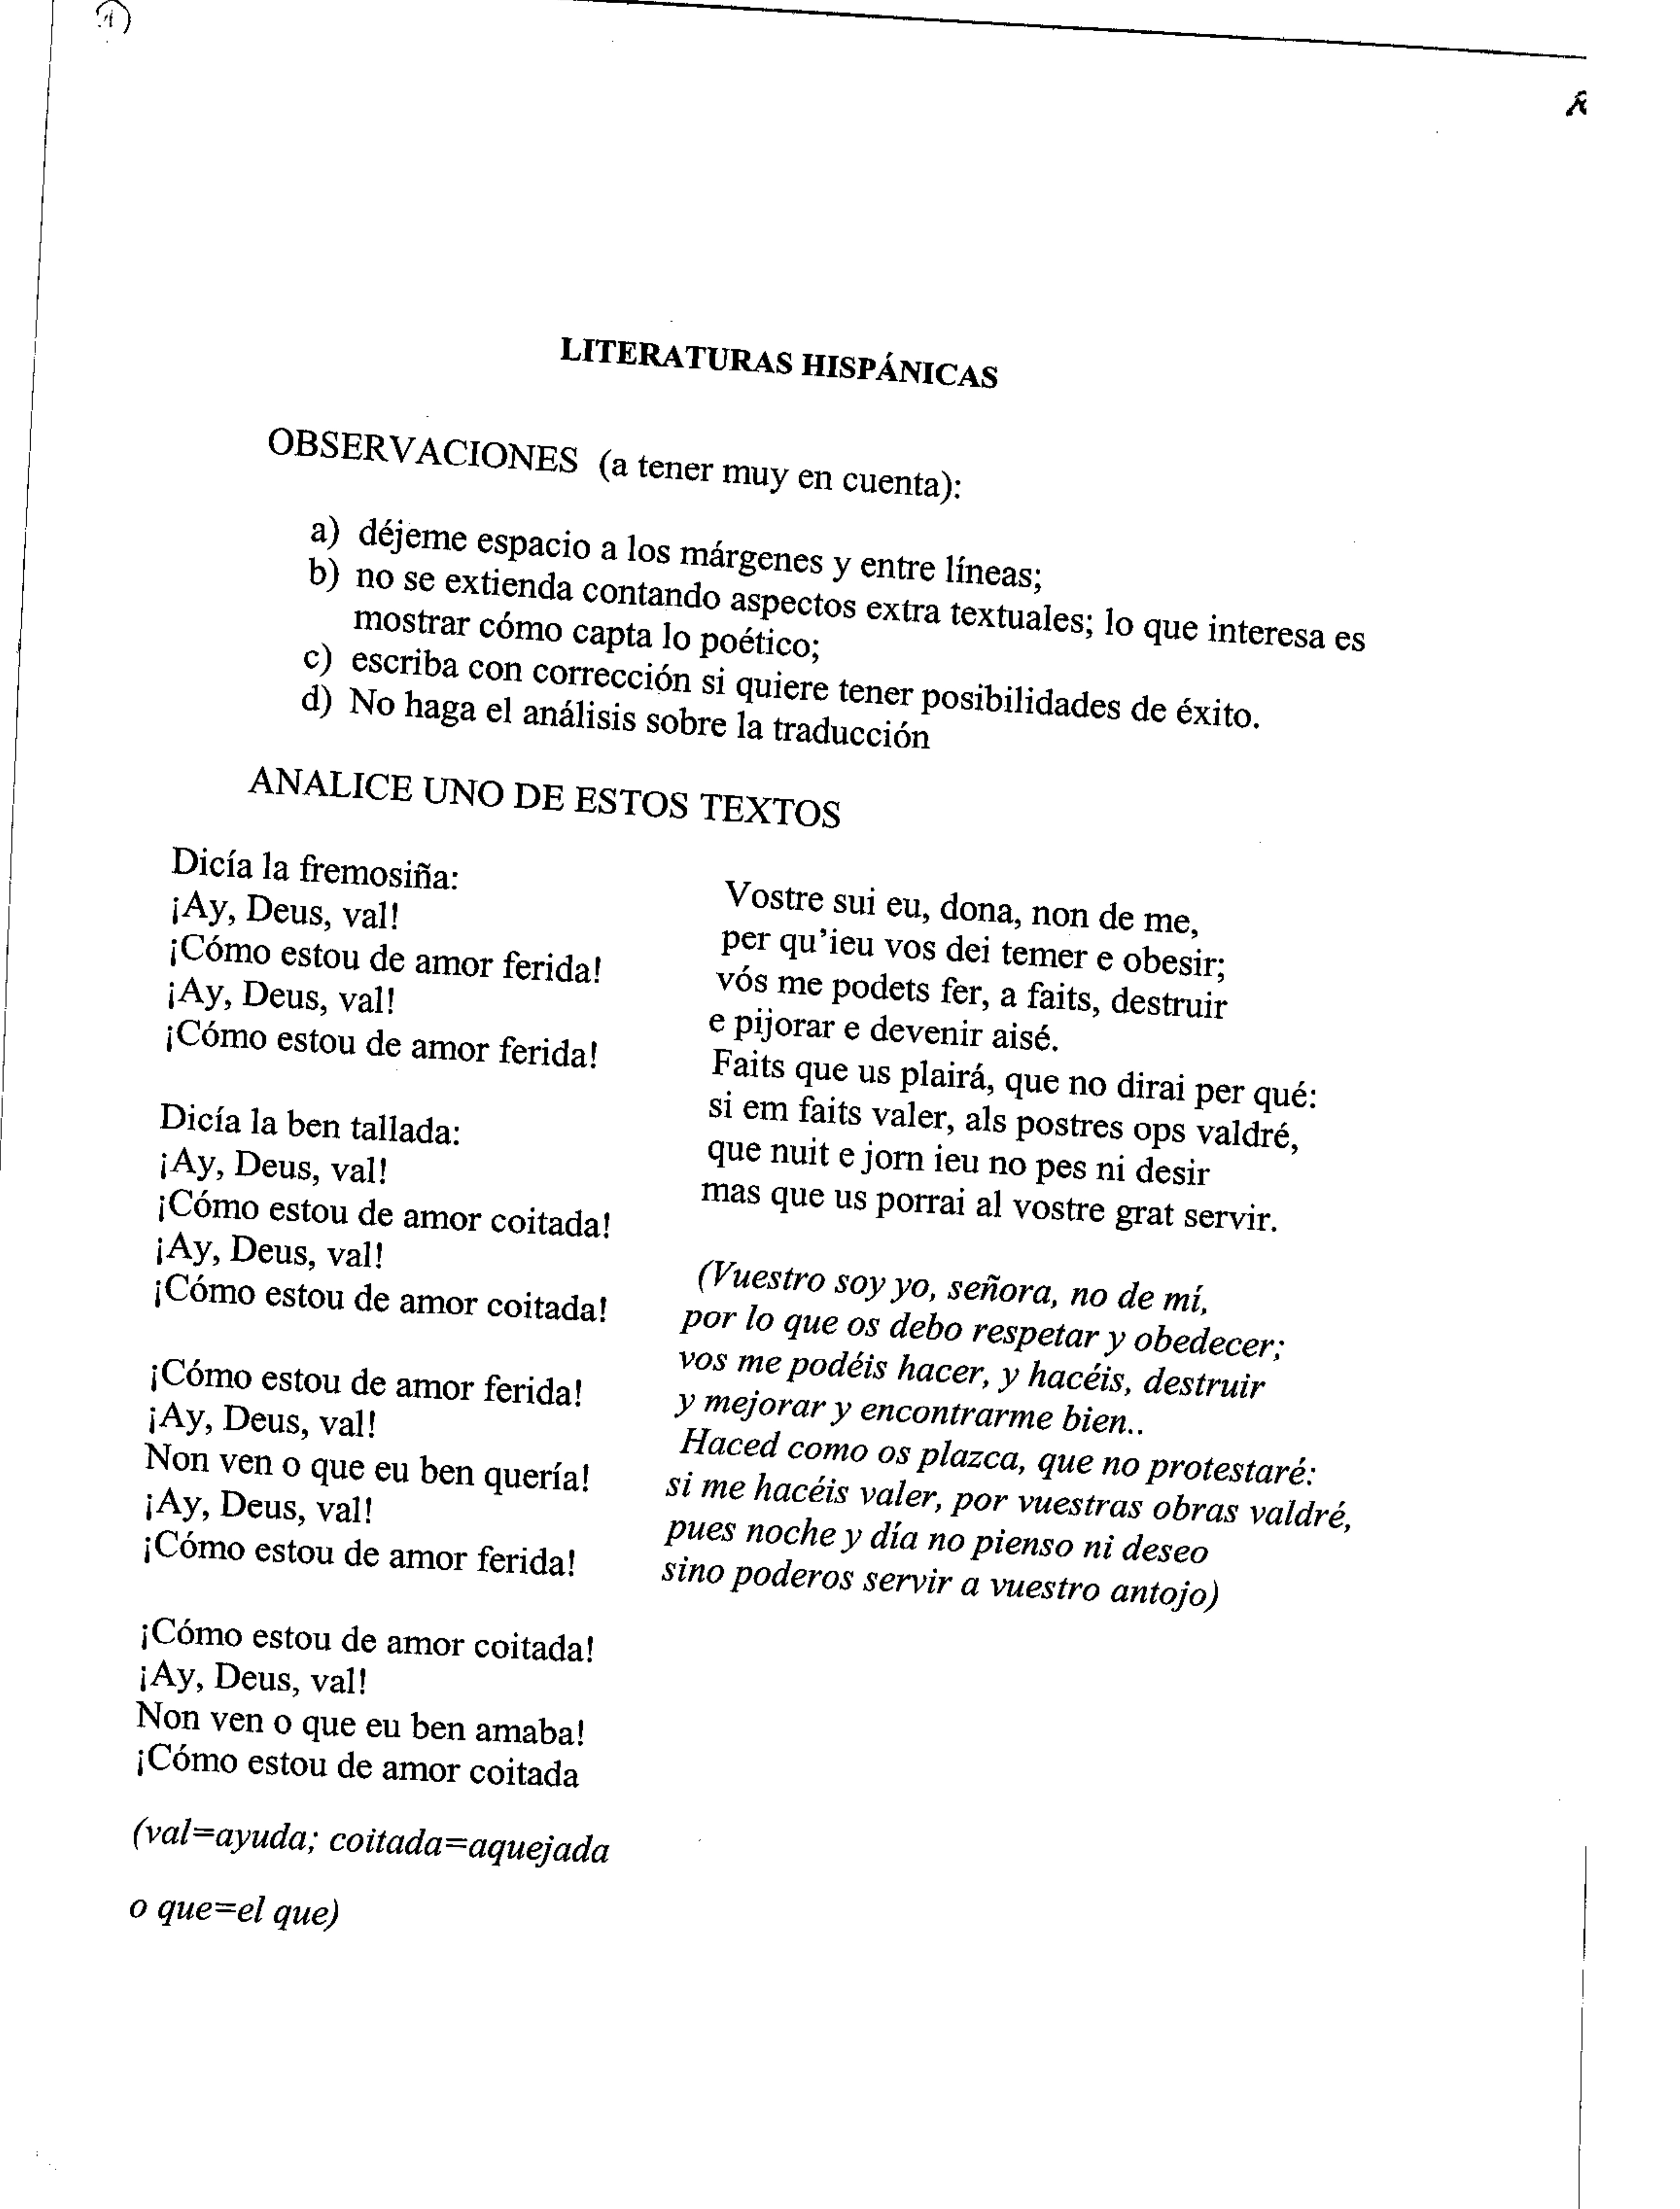 LITERATURAS HISPÁNICAS
OBSERVACIONES (a tener muy en cuenta):
a) déjeme espacio a los márgenes y entre líneas;
b) no se extienda contando aspectos extra textuales; lo que interesa es
mostrar cómo capta lo poético;
c) escriba con corrección si quiere tener posibilidades de éxito.
d) No haga el análisis sobre la traducción
ANALICE UNO DE ESTOS TEXTOS
Dicía la fremosiña:
¡Ay, Deus, val!
¡Cómo estou de amor ferida!
¡Ay, Deus, val!
¡Cómo estou de amor ferida!
Dicía la ben tallada:
¡Ay, Deus, val!
¡Cómo estou de amor coitada!
¡Ay, Deus, val!
¡Cómo estou de amor coitada!
¡Cómo estou de amor ferida!
¡Ay, Deus, val!
Non ven o que eu ben quería!
¡Ay, Deus, val!
¡Cómo estou de amor ferida!
¡Cómo estou de amor coitada!
¡Ay, Deus, val!
Non ven o que eu ben amaba!
¡Cómo estou de amor coitada
(val=ayuda; coitada=aquejada
o que=el que)
Vostre sui eu, dona, non de me,
per qu'ieu vos dei temer e obesir;
vós me podets fer, a faits, destruir
e pijorar e devenir aisé.
Faits que us plairá, que no dirai per qué:
si em faits valer, als postres ops valdré,
que nuit e jorn ieu no pes ni desir
mas que us porrai al vostre grat servir.
(Vuestro soy yo, señora, no de mí,
por lo que os debo respetar y obedecer;
vos me podéis hacer, y hacéis, destruir
y mejorar y encontrarme bien..
Haced como os plazca, que no protestaré:
si me hacéis valer, por vuestras obras valdré,
pues noche y día no pienso ni deseo
sino poderos servir a vuestro antojo)